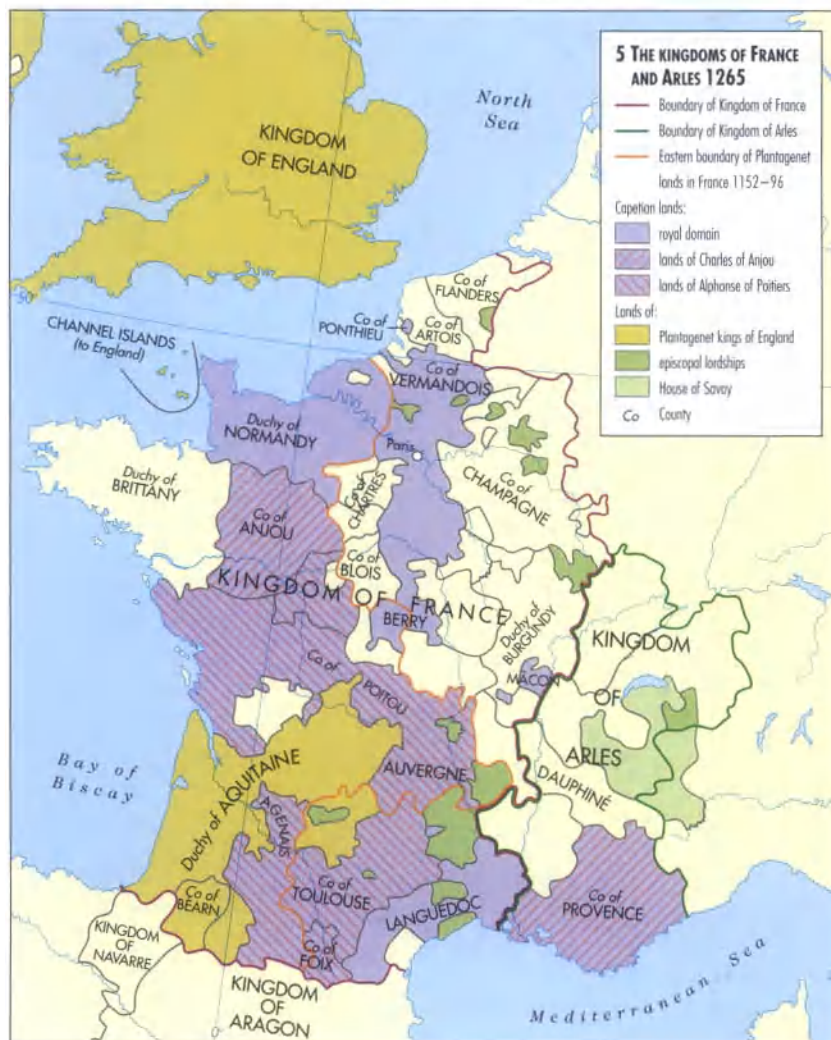 5 THE KINGDOMS OF FRANCE
AND ARLES 1265
Boundary of Kingdom of France
Boundary of Kingdom of Arles
Eastern boundary of Plantagenet
lands in France 1152–96
Capetian lands:
royal domain
lands of Charles of Anjou
lands of Alphonse of Poitiers
Lands of:
Plantagenet kings of England
episcopal lordships
House of Savoy
Co County
North
Sea
KINGDOM
OF ENGLAND
50
CHANNEL ISLANDS
(to England)
Co of
FLANDERS
Co of
PONTHIEU
Co of
ARTOIS
Co of
VERMANDOIS
Duchy of
NORMANDY
Paris
Duchy of
BRITTANY
Co of
CHARTRES
Co of
CHAMPAGNE
Co of
ANJOU
Co of
BLOIS
KINGDOM OF FRANCE
BERRY
Duchy of
BURGUNDY
KINGDOM
OF
ARLES
MÂCON
Co of
POITOU
Bay of
Biscay
AUVERGNE
DAUPHINÉ
Duchy of AQUITAINE
AGENAIS
Co of
TOULOUSE
Co of
PROVENCE
Co of
BÉARN
LANGUEDOC
KINGDOM
OF
NAVARRE
Co of
FOIX
KINGDOM
OF
ARAGON
Mediterranean Sea
0